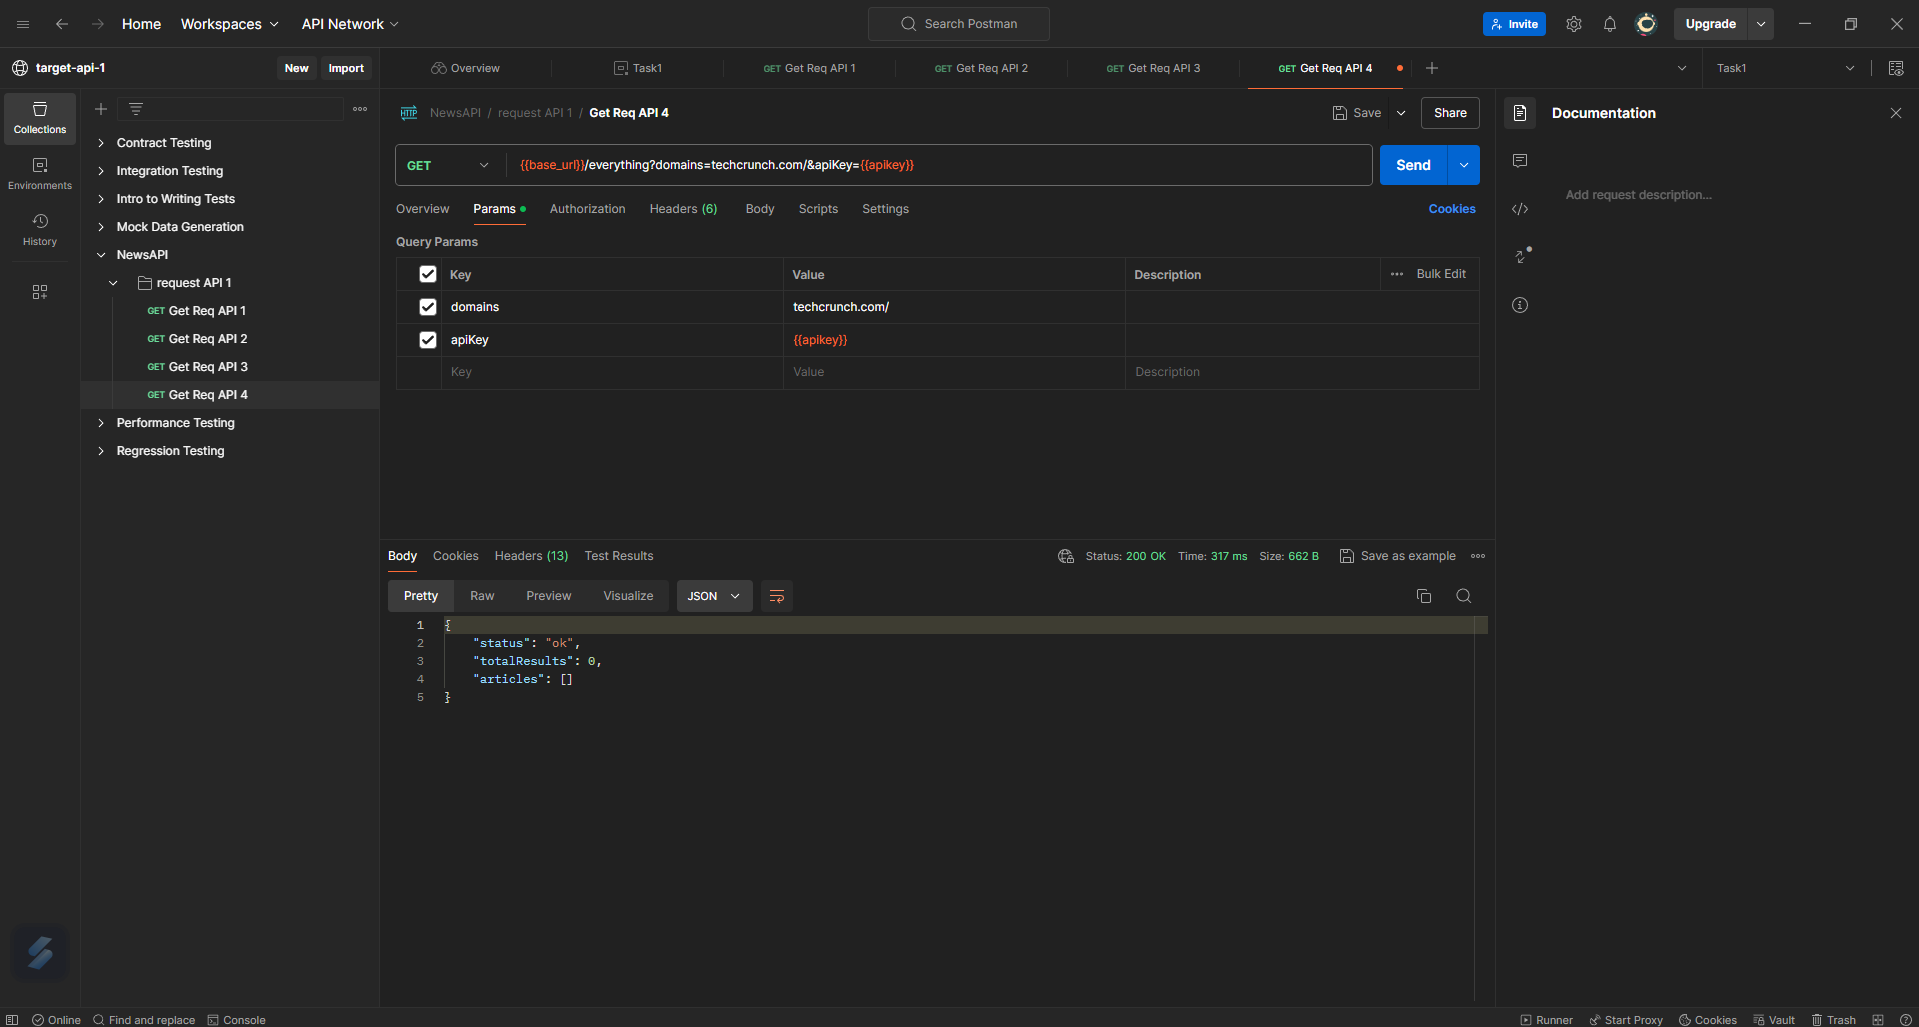 Home Workspaces API Network Search Postman Invite Upgrade
target-api-1 New Import Overview Task1 GET Get Req API 1 GET Get Req API 2 GET Get Req API 3 GET Get Req API 4 Task1
Collections
Environments
History
Contract Testing
Integration Testing
Intro to Writing Tests
Mock Data Generation
NewsAPI
request API 1
GET Get Req API 1
GET Get Req API 2
GET Get Req API 3
GET Get Req API 4
Performance Testing
Regression Testing
HTTP NewsAPI / request API 1 / Get Req API 4 Save Share
GET {{base_url}}/everything?domains=techcrunch.com/&apiKey={{apikey}} Send
Overview Params Authorization Headers (6) Body Scripts Settings Cookies
Query Params
Key Value Description Bulk Edit
domains techcrunch.com/
apiKey {{apikey}}
Key Value Description
Body Cookies Headers (13) Test Results Status: 200 OK Time: 317 ms Size: 662 B Save as example
Pretty Raw Preview Visualize JSON
1 {
2 "status": "ok",
3 "totalResults": 0,
4 "articles": []
5 }
Documentation
Add request description...
Online Find and replace Console Runner Start Proxy Cookies Vault Trash